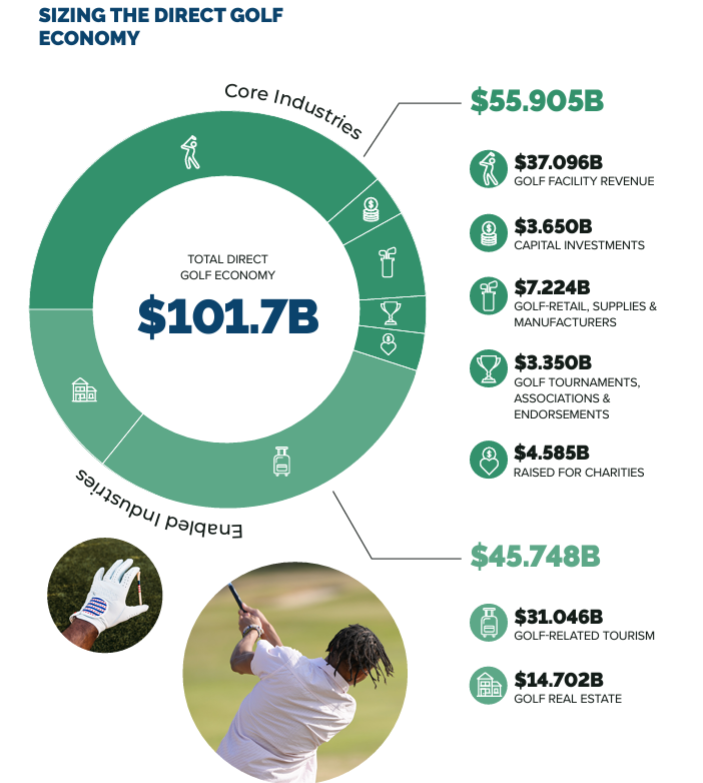 SIZING THE DIRECT GOLF
ECONOMY
Core Industries
$55.905B
$37.096B
GOLF FACILITY REVENUE
$3.650B
CAPITAL INVESTMENTS
TOTAL DIRECT
GOLF ECONOMY
$101.7B
$7.224B
GOLF-RETAIL, SUPPLIES &
MANUFACTURERS
$3.350B
GOLF TOURNAMENTS,
ASSOCIATIONS &
ENDORSEMENTS
$4.585B
RAISED FOR CHARITIES
Enabled Industries
$45.748B
$31.046B
GOLF-RELATED TOURISM
$14.702B
GOLF REAL ESTATE